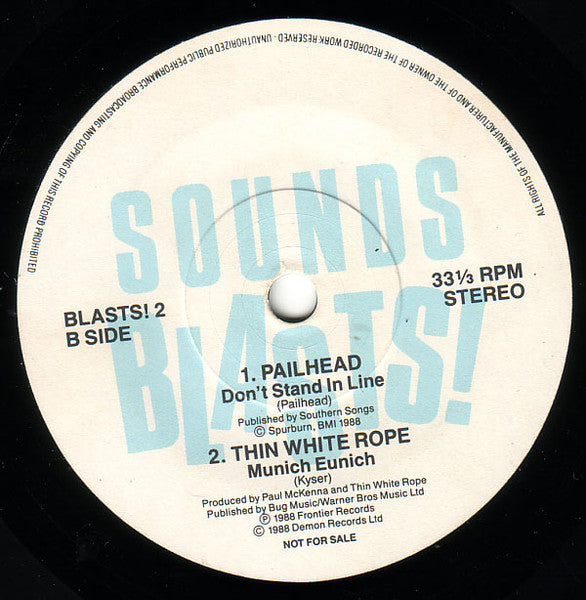 ALL RIGHTS OF THE MANUFACTURER AND OF THE OWNER OF THE RECORDED WORK RESERVED - UNAUTHORIZED PUBLIC PERFORMANCE BROADCASTING AND COPYING OF THIS RECORD PROHIBITED
SOUNDS
BLASTS!
BLASTS! 2
B SIDE
33⅓ RPM
STEREO
1. PAILHEAD
Don't Stand In Line
(Pailhead)
Published by Southern Songs
© Spurburn, BMI 1988
2. THIN WHITE ROPE
Munich Eunich
(Kyser)
Produced by Paul McKenna and Thin White Rope
Published by Bug Music/Warner Bros Music Ltd
℗ 1988 Frontier Records
© 1988 Demon Records Ltd
NOT FOR SALE